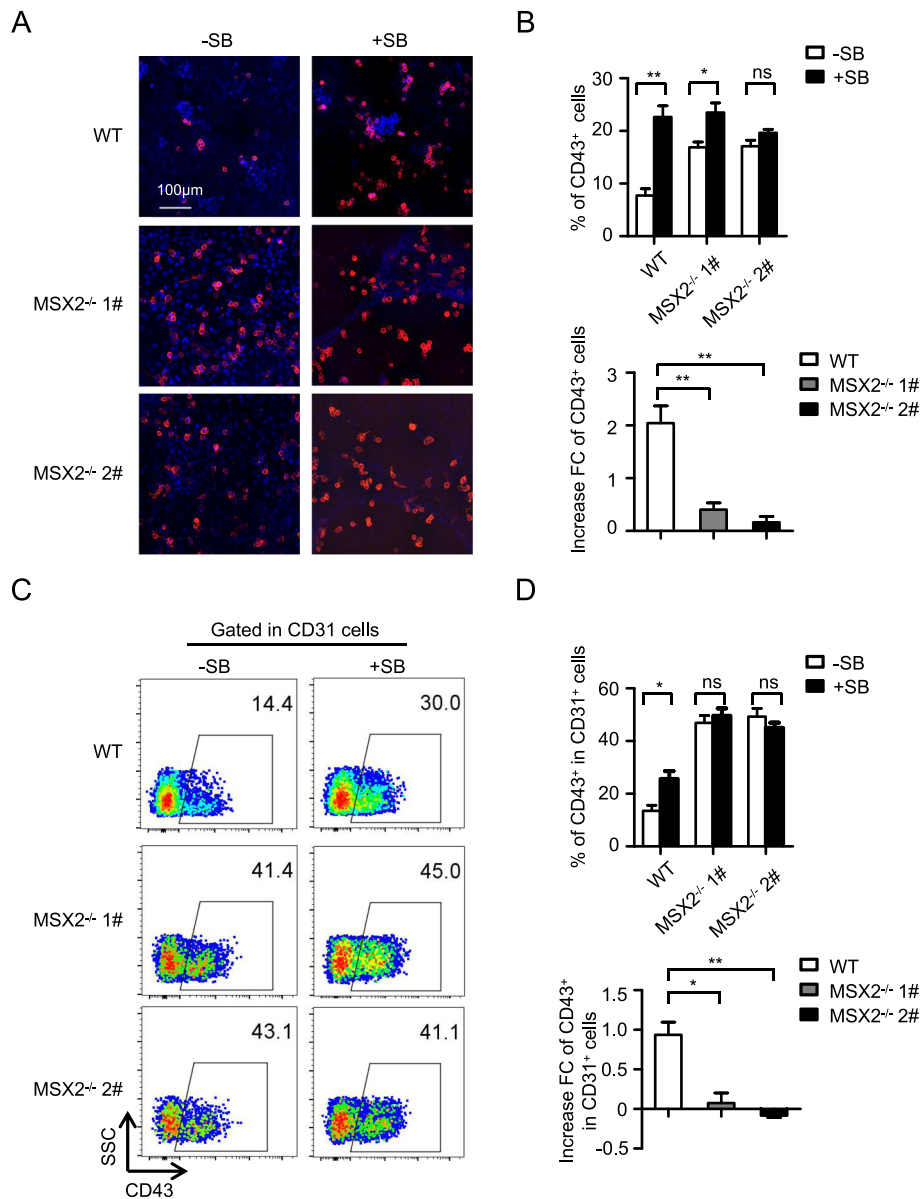 A
-SB
+SB
WT
100μm
MSX2-/- 1#
MSX2-/- 2#
B
-SB
+SB
% of CD43+ cells
30
20
10
0
**
*
ns
WT
MSX2-/- 1#
MSX2-/- 2#
WT
MSX2-/- 1#
MSX2-/- 2#
Increase FC of CD43+ cells
3
2
1
0
**
**
C
Gated in CD31 cells
-SB
+SB
WT
14.4
30.0
MSX2-/- 1#
41.4
45.0
MSX2-/- 2#
43.1
41.1
SSC
CD43
D
-SB
+SB
% of CD43+ in CD31+ cells
60
40
20
0
*
ns
ns
WT
MSX2-/- 1#
MSX2-/- 2#
WT
MSX2-/- 1#
MSX2-/- 2#
Increase FC of CD43+
in CD31+ cells
1.5
1.0
0.5
0
-0.5
**
*